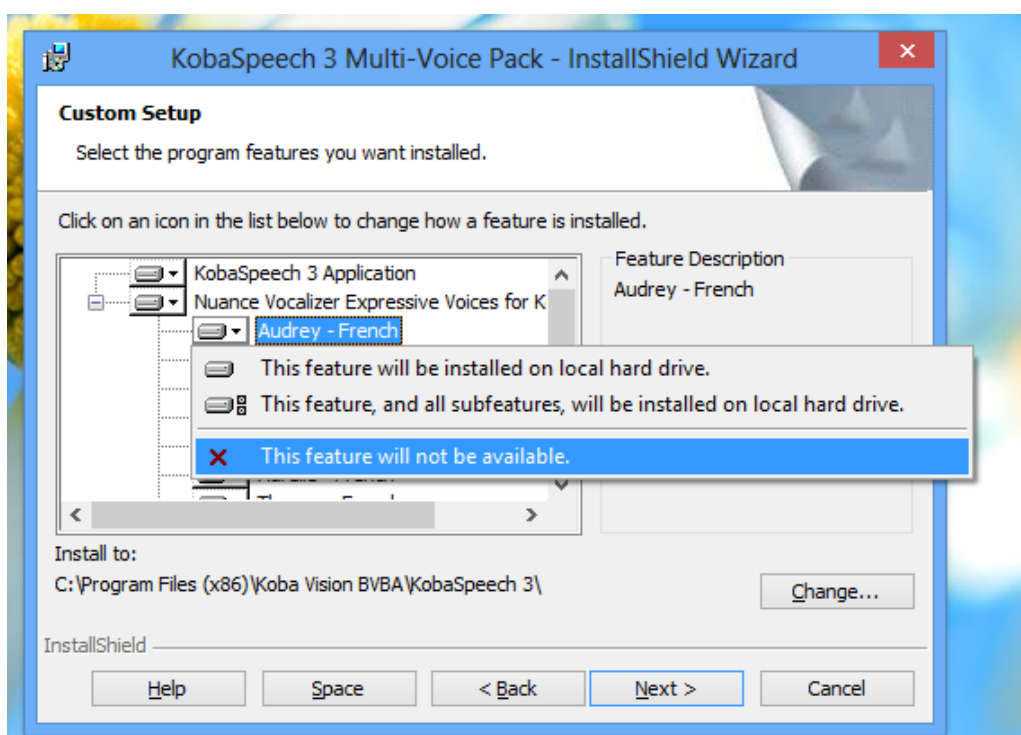 KobaSpeech 3 Multi-Voice Pack - InstallShield Wizard
Custom Setup
Select the program features you want installed.
Click on an icon in the list below to change how a feature is installed.
Feature Description
KobaSpeech 3 Application
Audrey - French
Nuance Vocalizer Expressive Voices for K
Audrey - French
This feature will be installed on local hard drive.
This feature, and all subfeatures, will be installed on local hard drive.
This feature will not be available.
Install to:
C:\Program Files (x86)\Koba Vision BVBA\KobaSpeech 3\
Change...
InstallShield
Help
Space
< Back
Next >
Cancel